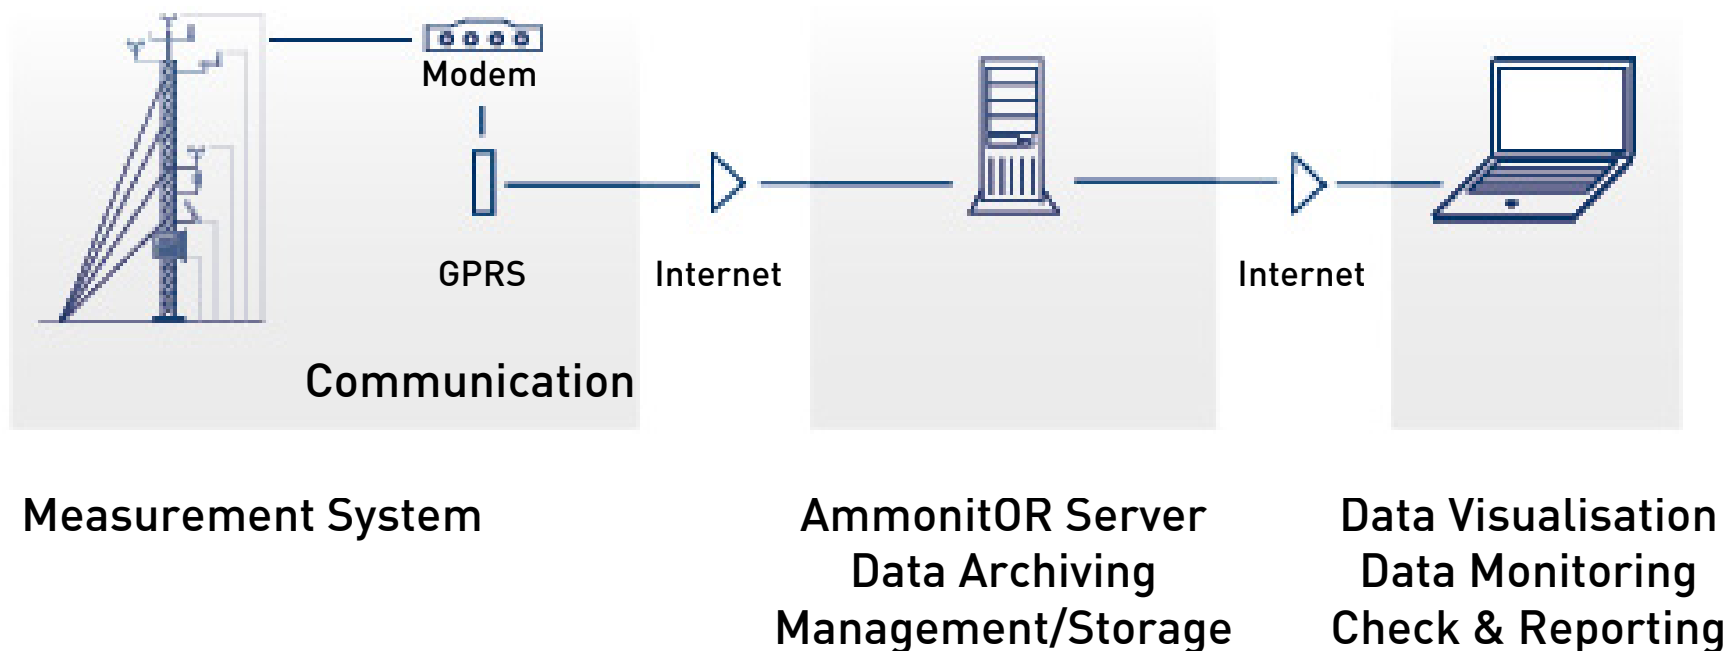 Modem
GPRS
Internet
Internet
Communication
Measurement System
AmmonitOR Server
Data Archiving
Management/Storage
Data Visualisation
Data Monitoring
Check & Reporting